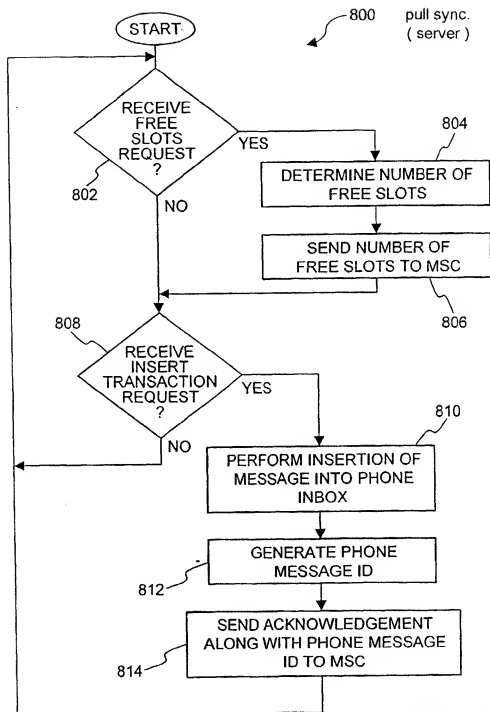 800
pull sync.
( server )
START
RECEIVE
FREE
SLOTS
REQUEST
?
802
YES
NO
804
DETERMINE NUMBER OF
FREE SLOTS
SEND NUMBER OF
FREE SLOTS TO MSC
806
808
RECEIVE
INSERT
TRANSACTION
REQUEST
?
YES
NO
810
PERFORM INSERTION OF
MESSAGE INTO PHONE
INBOX
GENERATE PHONE
MESSAGE ID
812
SEND ACKNOWLEDGEMENT
ALONG WITH PHONE MESSAGE
ID TO MSC
814